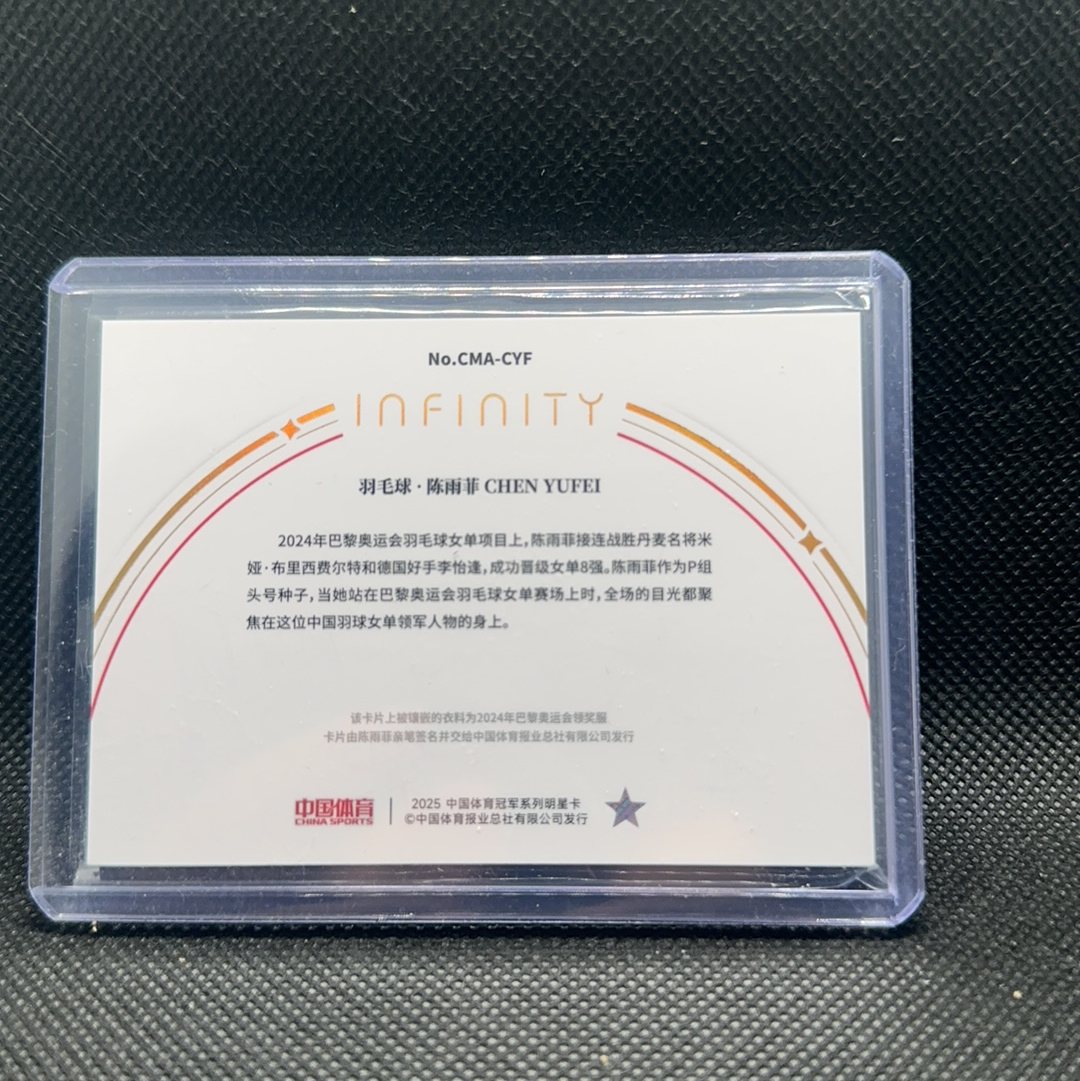 No.CMA-CYF
INFINITY
羽毛球·陈雨菲 CHEN YUFEI
2024年巴黎奥运会羽毛球女单项目上,陈雨菲接连战胜丹麦名将米
娅·布里西费尔特和德国好手李怡逢,成功晋级女单8强。陈雨菲作为P组
头号种子,当她站在巴黎奥运会羽毛球女单赛场上时,全场的目光都聚
焦在这位中国羽球女单领军人物的身上。
该卡片上被镶嵌的衣料为2024年巴黎奥运会领奖服
卡片由陈雨菲亲笔签名并交给中国体育报业总社有限公司发行
中国体育
CHINA SPORTS
2025 中国体育冠军系列明星卡
©中国体育报业总社有限公司发行